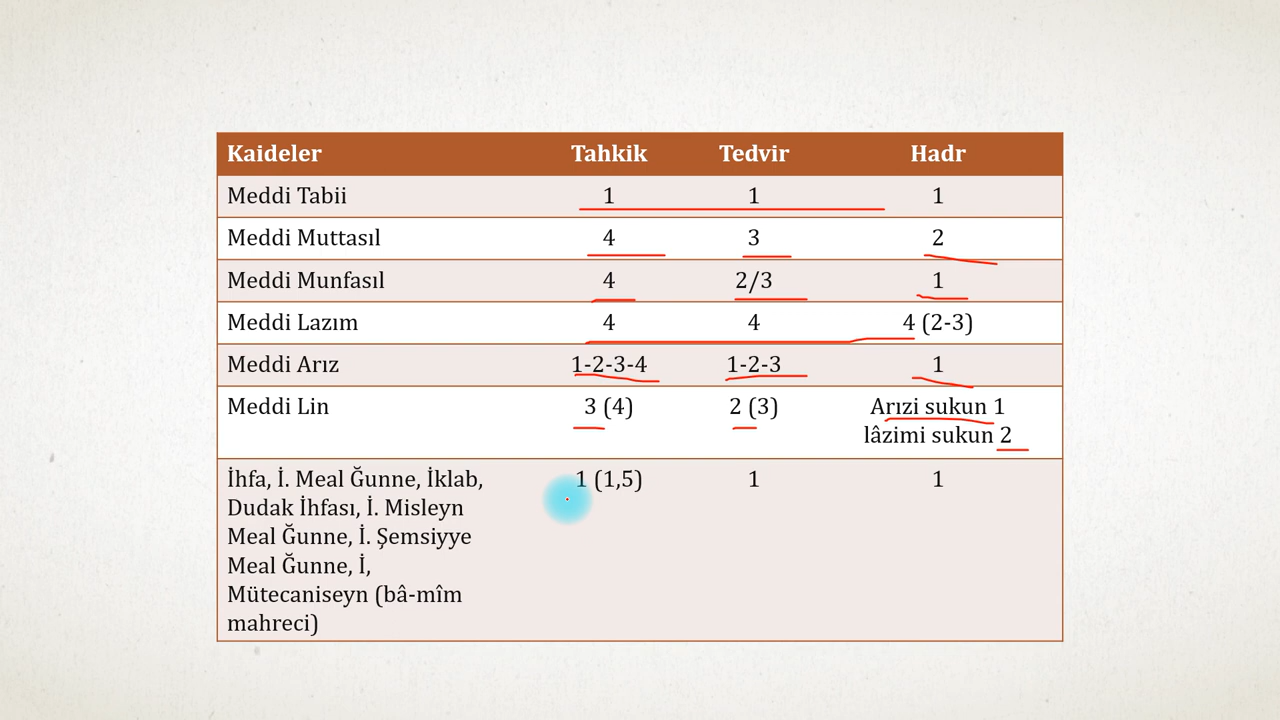 Kaideler Tahkik Tedvir Hadr
Meddi Tabii 1 1 1
Meddi Muttasıl 4 3 2
Meddi Munfasıl 4 2/3 1
Meddi Lazım 4 4 4 (2-3)
Meddi Arız 1-2-3-4 1-2-3 1
Meddi Lin 3 (4) 2 (3) Arızi sukun 1
lâzimi sukun 2
İhfa, İ. Meal Ğunne, İklab, 1 (1,5) 1 1
Dudak İhfası, İ. Misleyn
Meal Ğunne, İ. Şemsiyye
Meal Ğunne, İ,
Mütecaniseyn (bâ-mîm
mahreci)